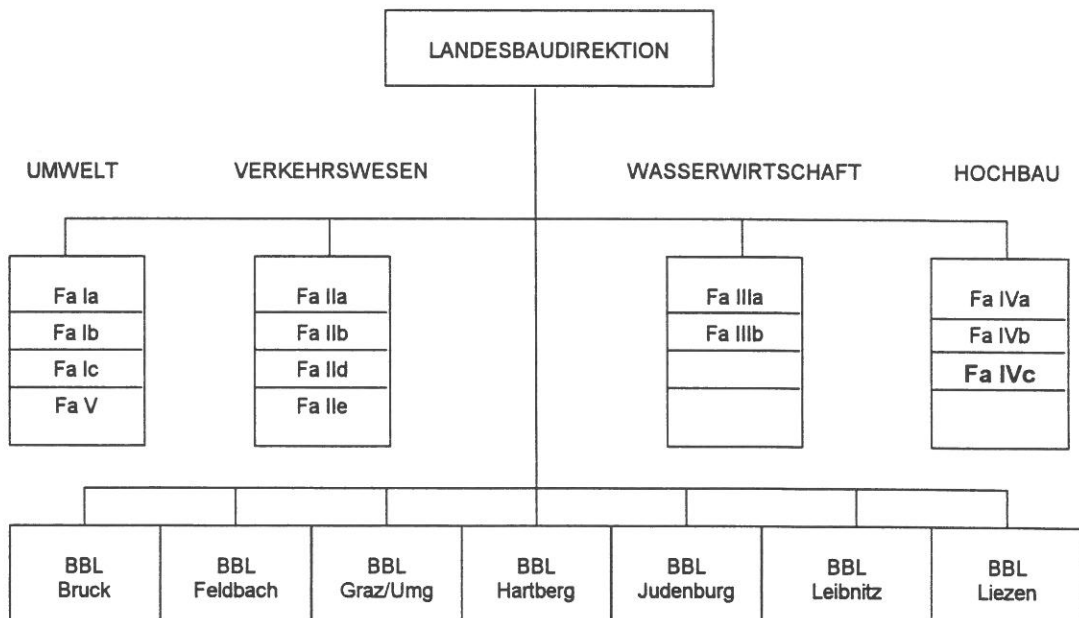 LANDESBAUDIREKTION
UMWELT
VERKEHRSWESEN
WASSERWIRTSCHAFT
HOCHBAU
Fa Ia
Fa Ib
Fa Ic
Fa V
Fa IIa
Fa IIb
Fa IId
Fa IIe
Fa IIIa
Fa IIIb
Fa IVa
Fa IVb
Fa IVc
BBL
Bruck
BBL
Feldbach
BBL
Graz/Umg
BBL
Hartberg
BBL
Judenburg
BBL
Leibnitz
BBL
Liezen